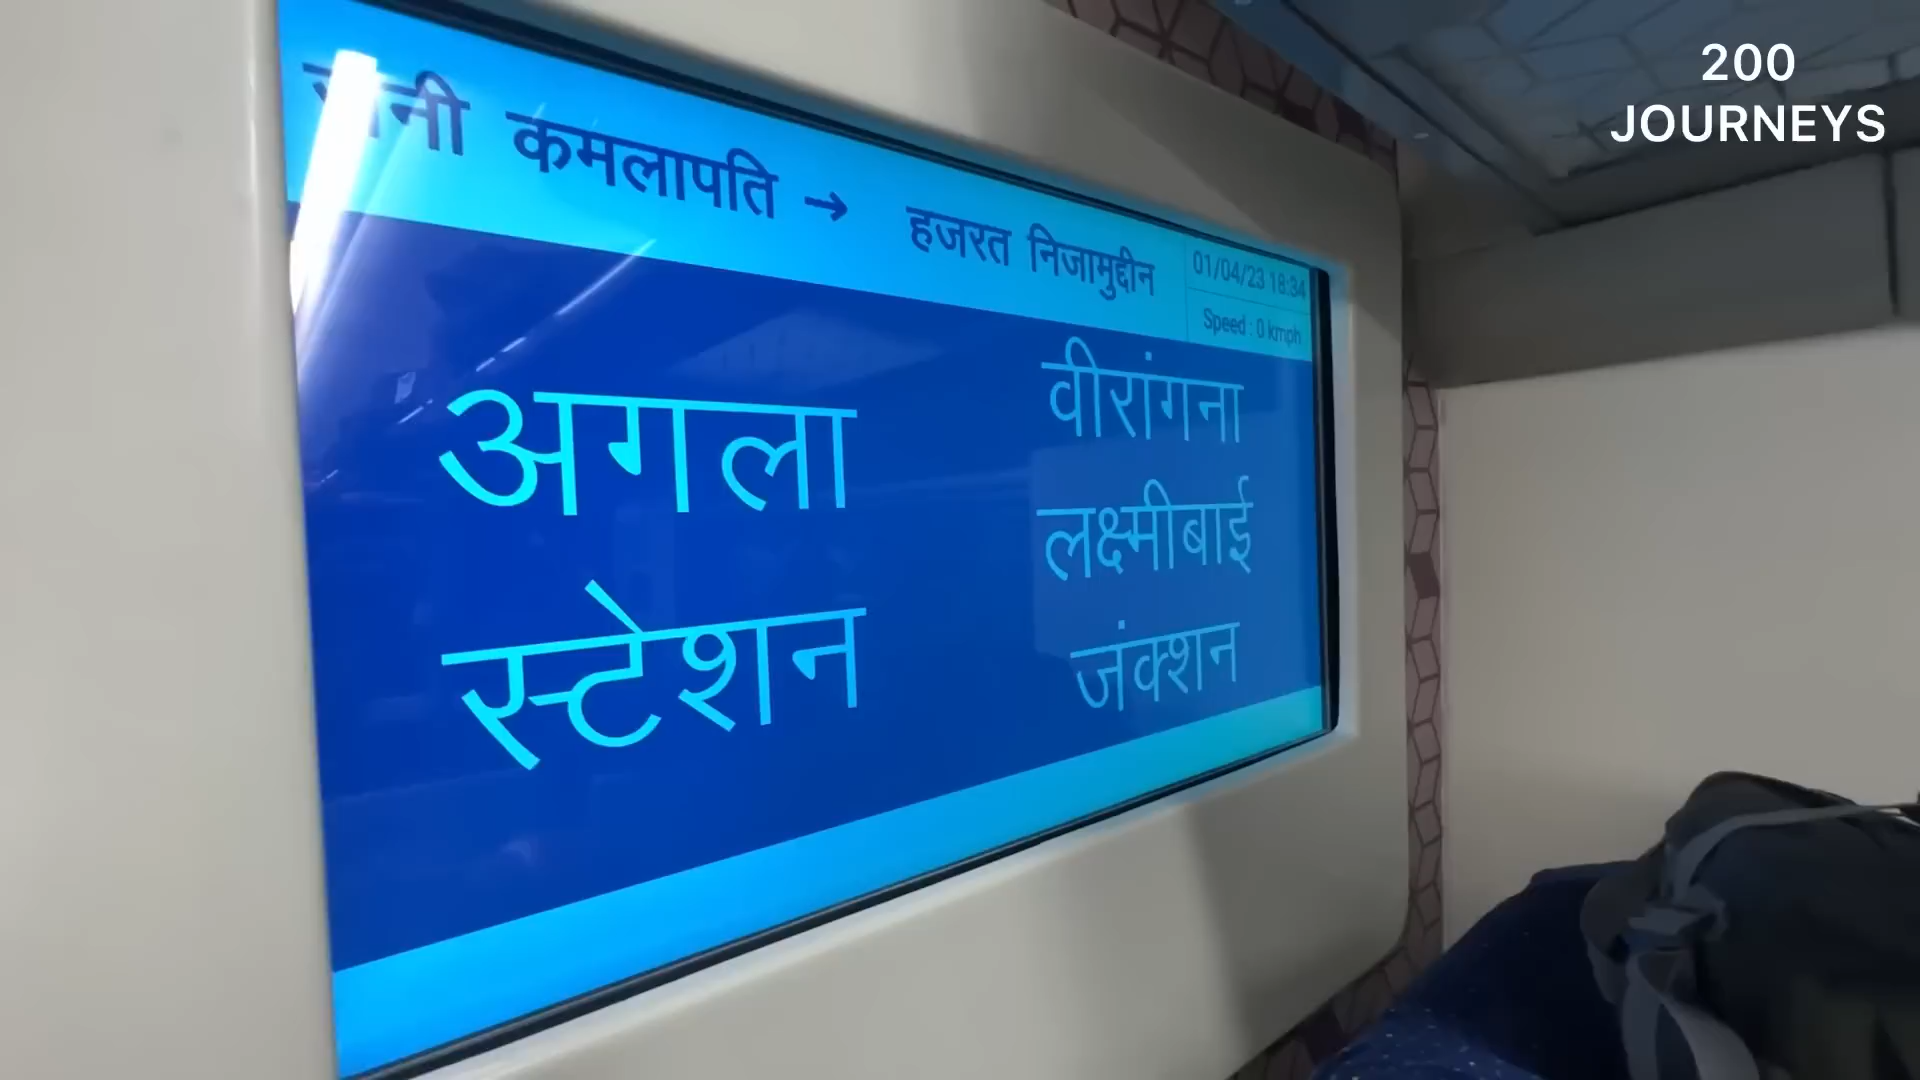 200
JOURNEYS
रानी कमलापति → हजरत निजामुद्दीन
01/04/23 18:34
Speed : 0 kmph
अगला
स्टेशन
वीरांगना
लक्ष्मीबाई
जंक्शन